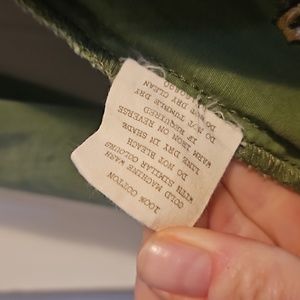 100% COTTON
COLD MACHINE WASH
WITH SIMILAR COLOURS
DO NOT BLEACH
LINE DRY IN SHADE
WARM IRON ON REVERSE
IF REQUIRED
DO NOT TUMBLE DRY
DO NOT DRY CLEAN